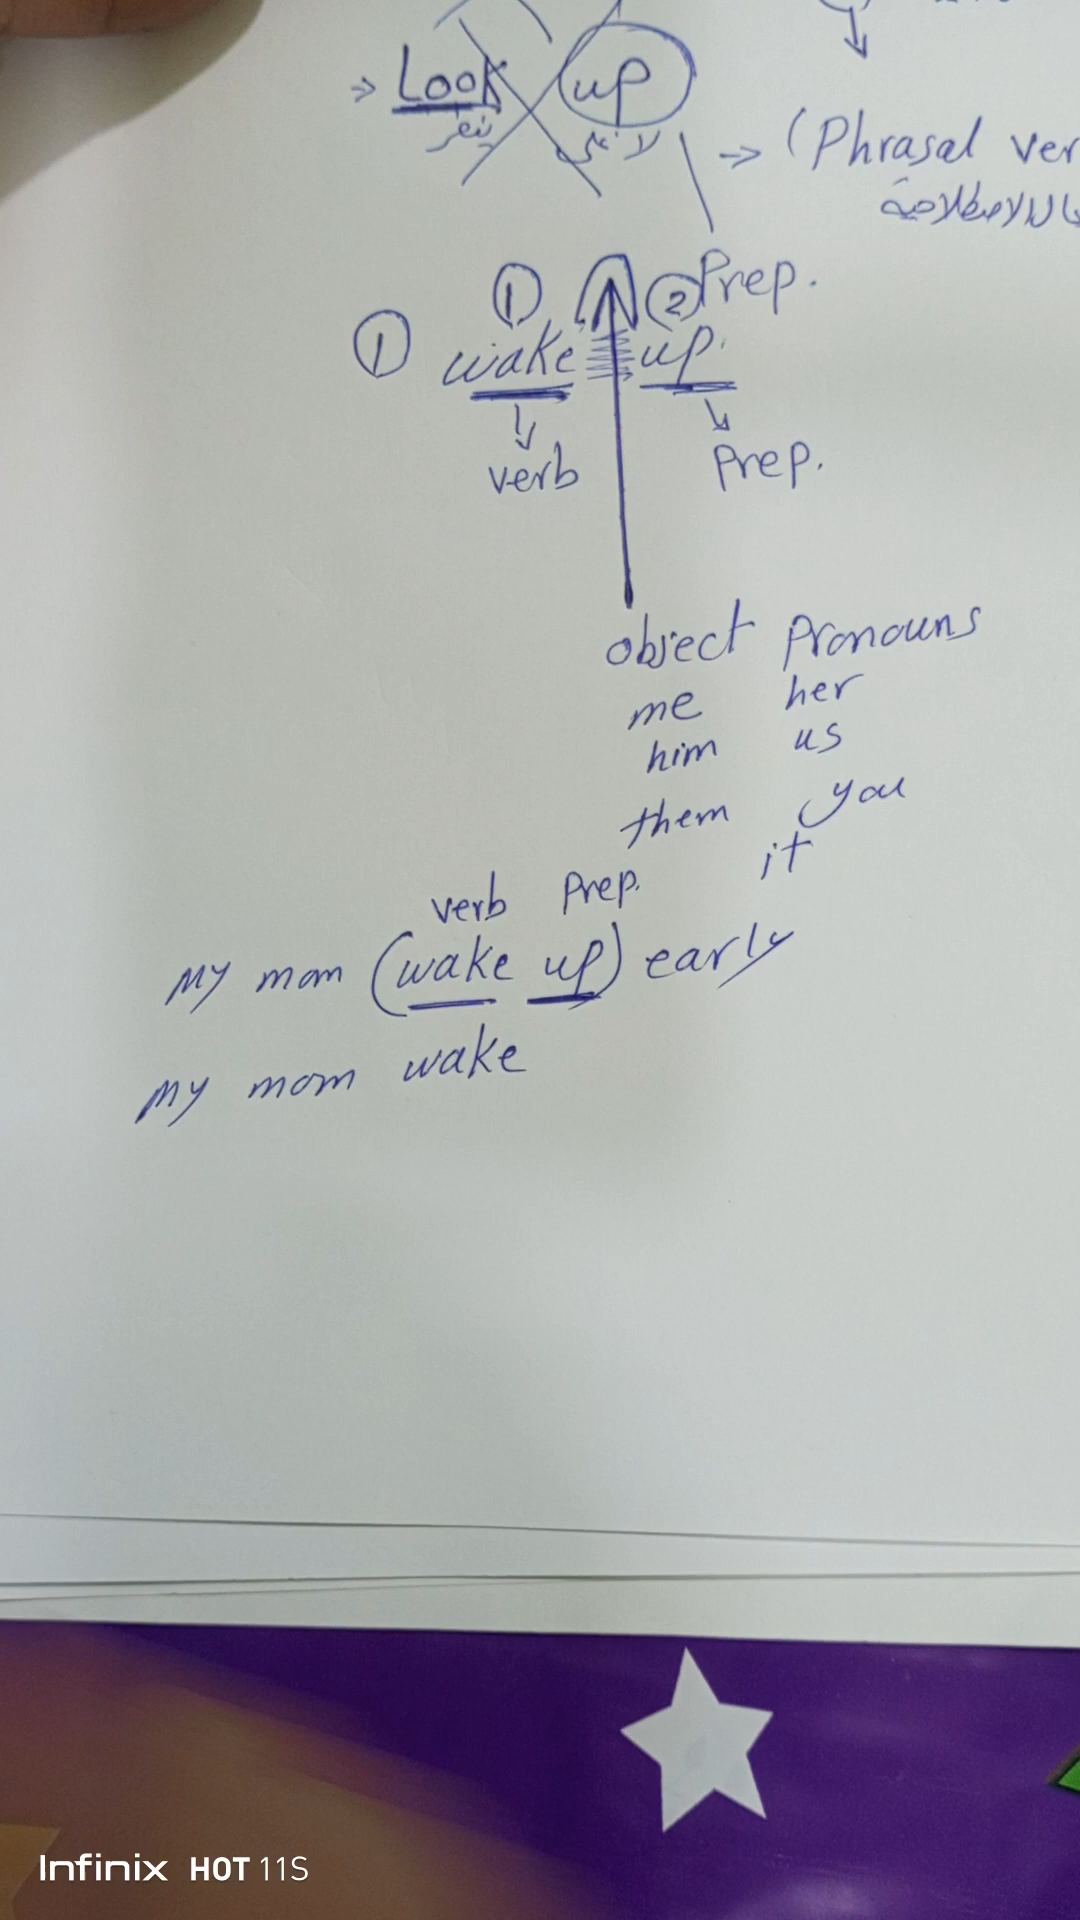 → Look up
→ (Phrasal ver
① ② Prep.
① wake up.
verb Prep.
object Pronouns
me her
him us
them you
it
verb Prep.
My mom (wake up) early
My mom wake
Infinix HOT 11S